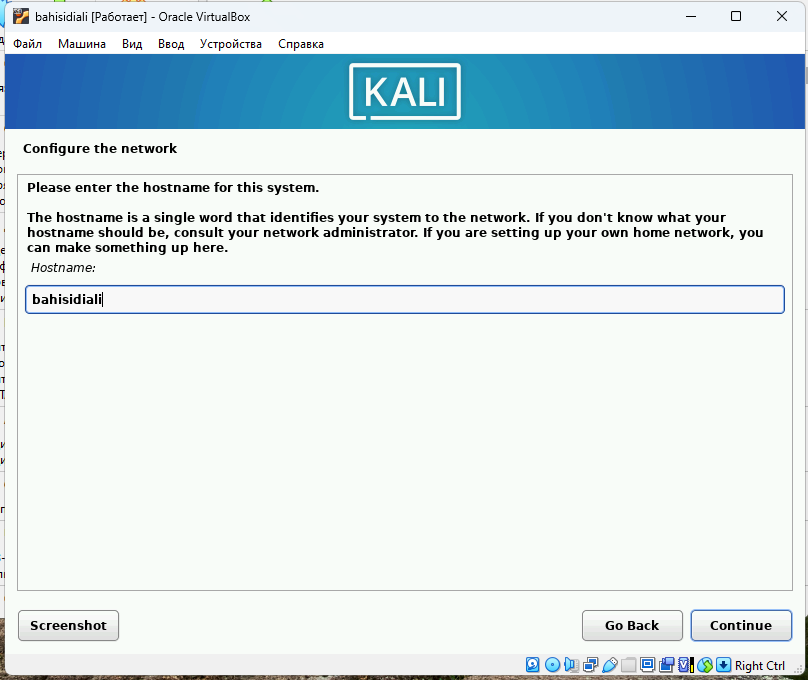 bahisidiali [Работает] - Oracle VirtualBox
Файл Машина Вид Ввод Устройства Справка
KALI
Configure the network
Please enter the hostname for this system.
The hostname is a single word that identifies your system to the network. If you don't know what your
hostname should be, consult your network administrator. If you are setting up your own home network, you
can make something up here.
Hostname:
bahisidiali
Screenshot Go Back Continue
Right Ctrl